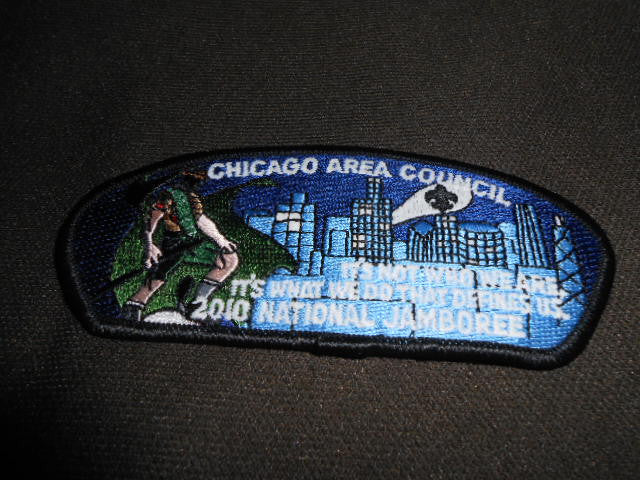 CHICAGO AREA COUNCIL
IT'S NOT WHO WE ARE,
IT'S WHAT WE DO THAT DEFINES US.
2010 NATIONAL JAMBOREE